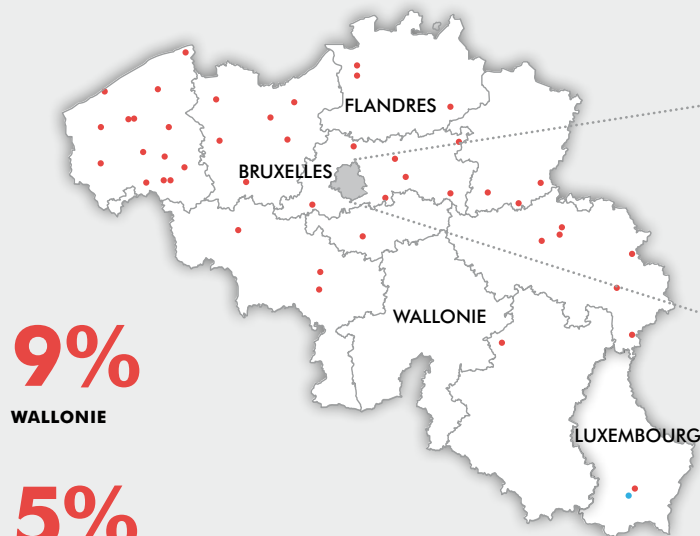 FLANDRES
BRUXELLES
WALLONIE
LUXEMBOURG
9%
WALLONIE
5%